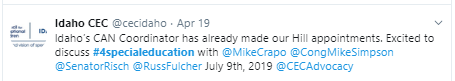 Idaho CEC @cecidaho · Apr 19
Idaho's CAN Coordinator has already made our Hill appointments. Excited to
discuss #4specialeducation with @MikeCrapo @CongMikeSimpson
@SenatorRisch @RussFulcher July 9th, 2019 @CECAdvocacy